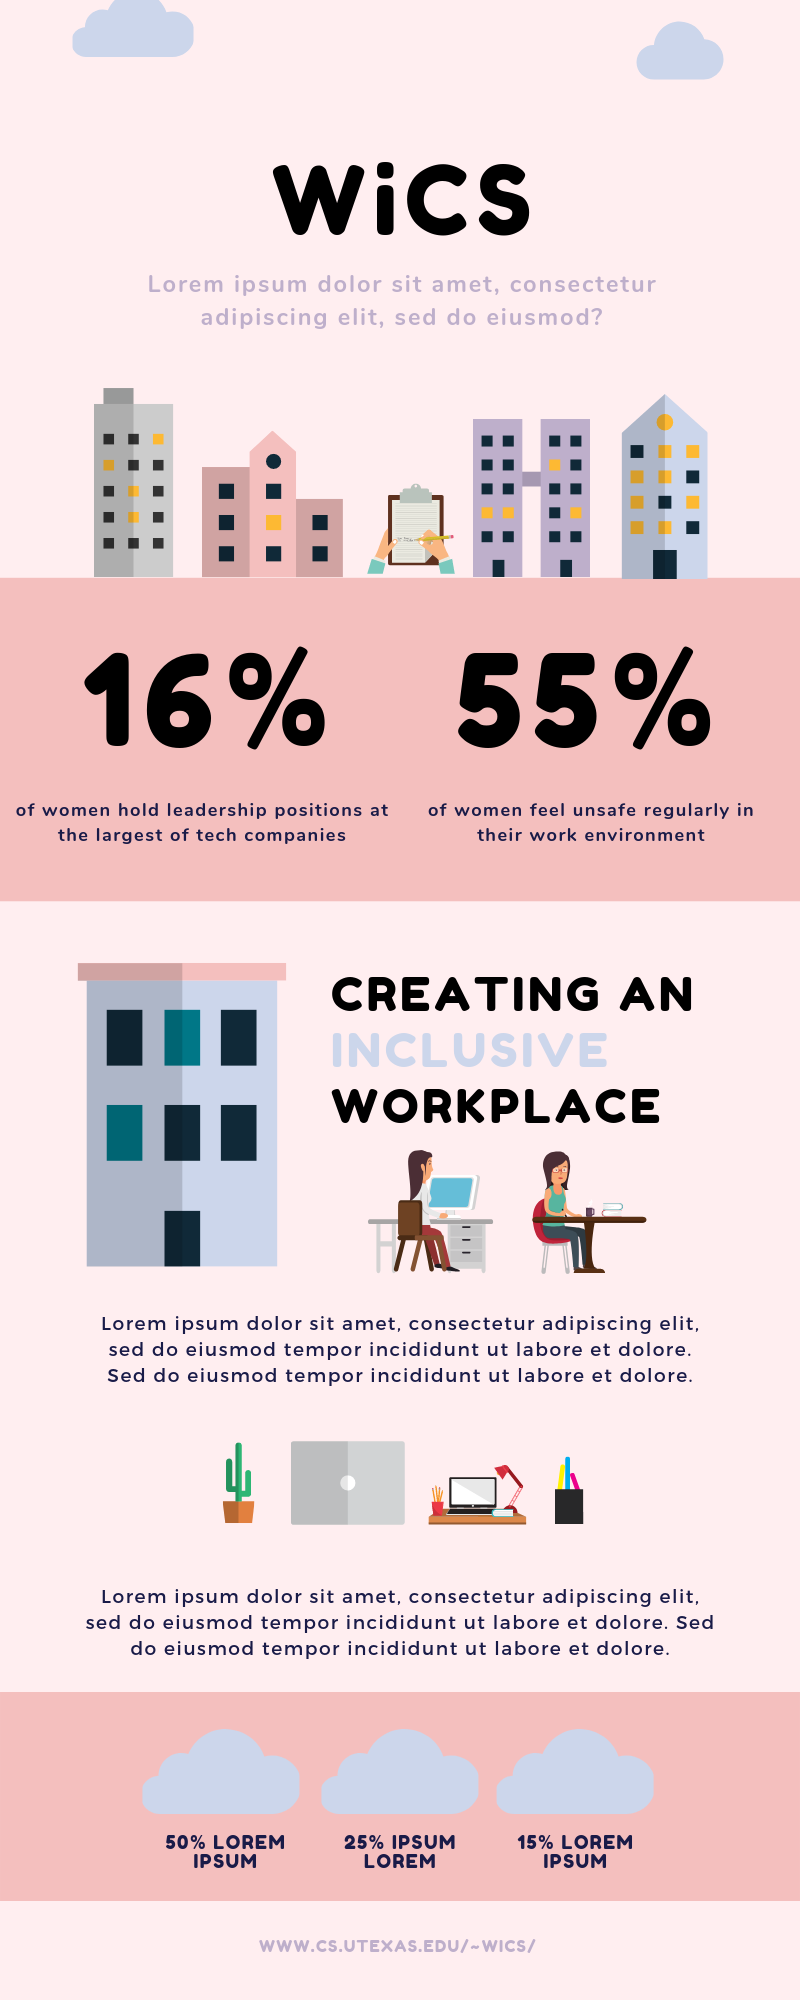 WiCS
Lorem ipsum dolor sit amet, consectetur
adipiscing elit, sed do eiusmod?
16%
of women hold leadership positions at
the largest of tech companies
55%
of women feel unsafe regularly in
their work environment
CREATING AN
INCLUSIVE
WORKPLACE
Lorem ipsum dolor sit amet, consectetur adipiscing elit,
sed do eiusmod tempor incididunt ut labore et dolore.
Sed do eiusmod tempor incididunt ut labore et dolore.
Lorem ipsum dolor sit amet, consectetur adipiscing elit,
sed do eiusmod tempor incididunt ut labore et dolore. Sed
do eiusmod tempor incididunt ut labore et dolore.
50% LOREM
IPSUM
25% IPSUM
LOREM
15% LOREM
IPSUM
WWW.CS.UTEXAS.EDU/~WICS/